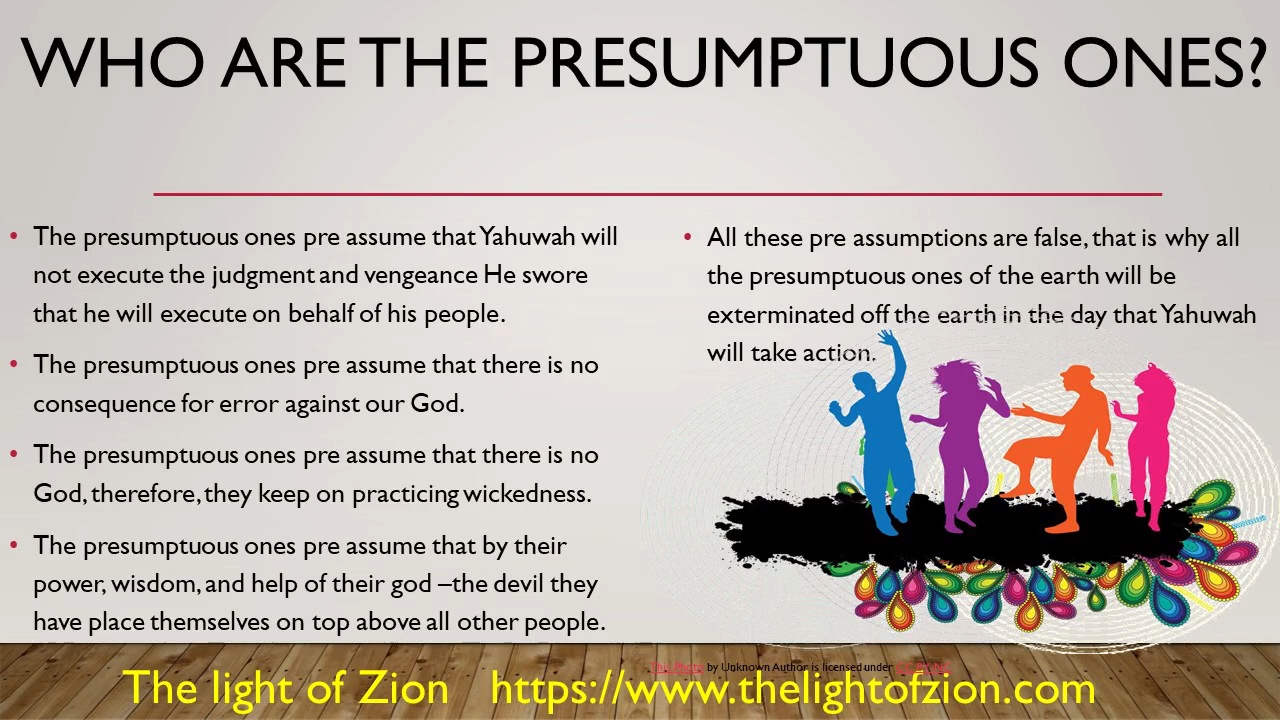 WHO ARE THE PRESUMPTUOUS ONES?
• The presumptuous ones pre assume that Yahuwah will
not execute the judgment and vengeance He swore
that he will execute on behalf of his people.
• The presumptuous ones pre assume that there is no
consequence for error against our God.
• The presumptuous ones pre assume that there is no
God, therefore, they keep on practicing wickedness.
• The presumptuous ones pre assume that by their
power, wisdom, and help of their god –the devil they
have place themselves on top above all other people.
• All these pre assumptions are false, that is why all
the presumptuous ones of the earth will be
exterminated off the earth in the day that Yahuwah
will take action.
This Photo by Unknown Author is licensed under
The light of Zion https://www.thelightofzion.com